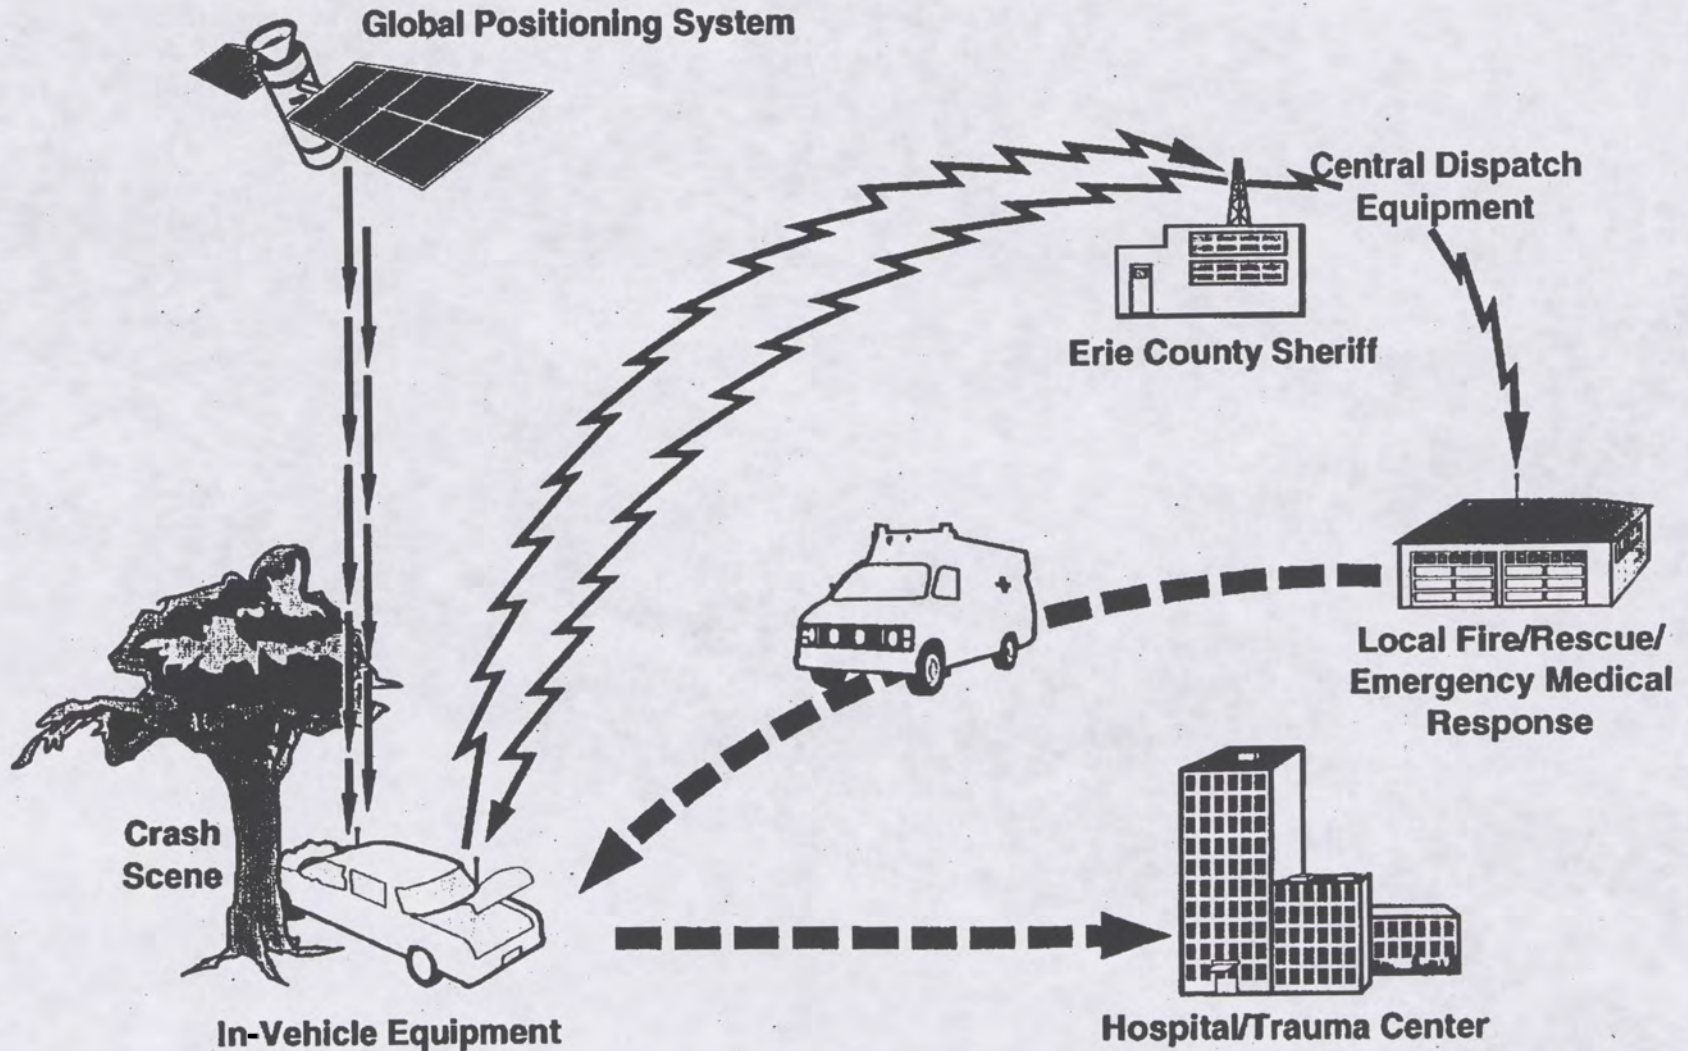 Global Positioning System
Central Dispatch
Equipment
Erie County Sheriff
Local Fire/Rescue/
Emergency Medical
Response
Crash
Scene
In-Vehicle Equipment
Hospital/Trauma Center